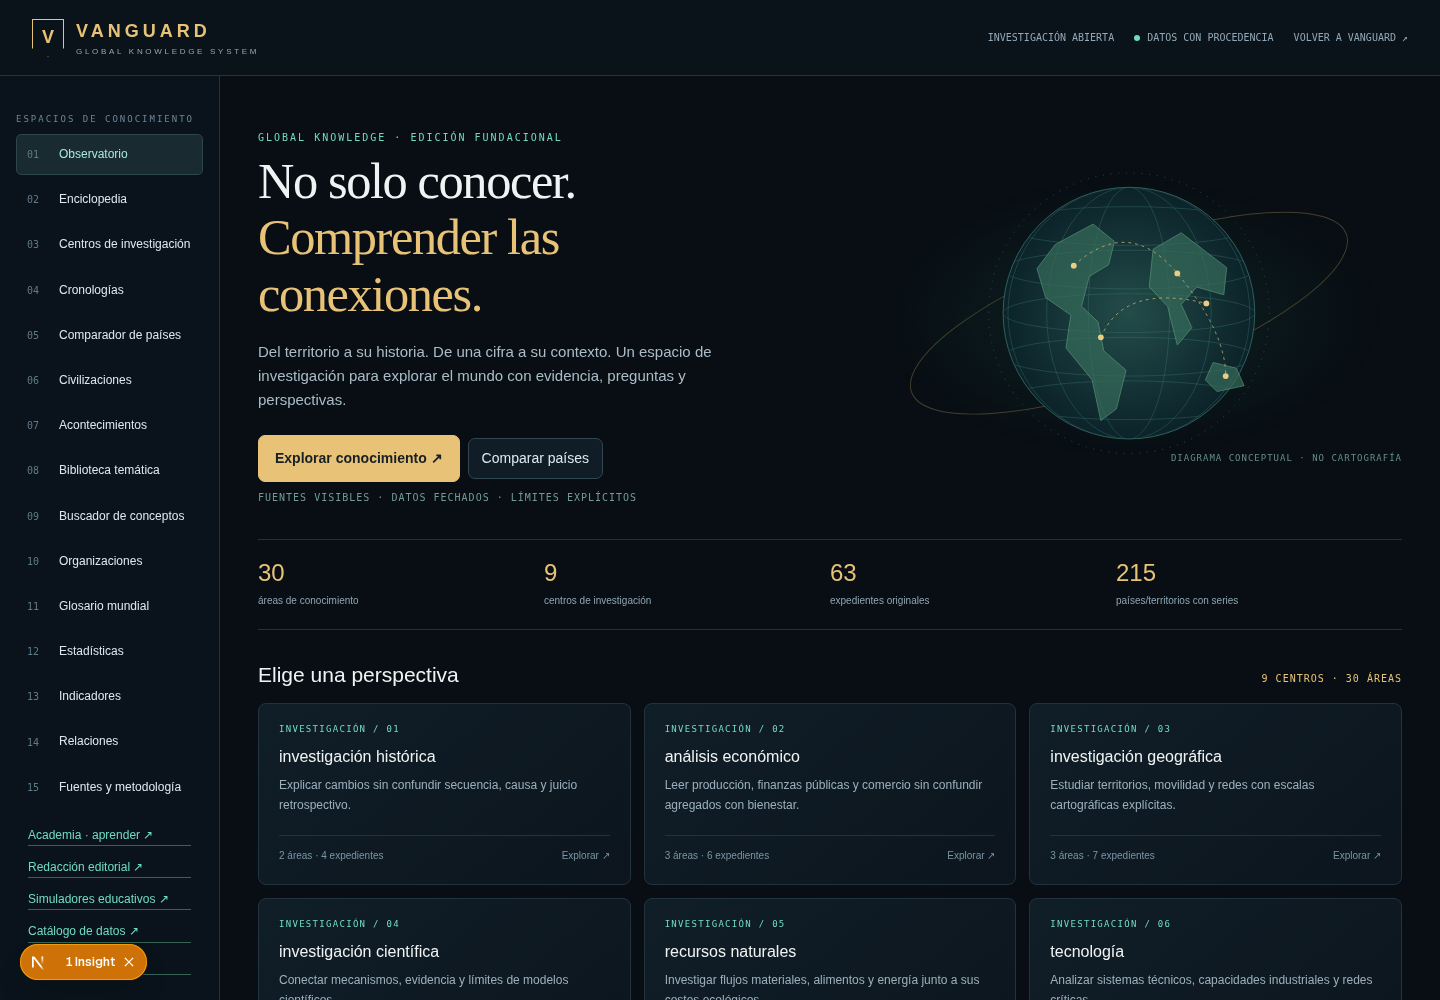 V
VANGUARD
GLOBAL KNOWLEDGE SYSTEM
INVESTIGACIÓN ABIERTA
DATOS CON PROCEDENCIA
VOLVER A VANGUARD ↗
ESPACIOS DE CONOCIMIENTO
01 Observatorio
02 Enciclopedia
03 Centros de investigación
04 Cronologías
05 Comparador de países
06 Civilizaciones
07 Acontecimientos
08 Biblioteca temática
09 Buscador de conceptos
10 Organizaciones
11 Glosario mundial
12 Estadísticas
13 Indicadores
14 Relaciones
15 Fuentes y metodología
Academia · aprender ↗
Redacción editorial ↗
Simuladores educativos ↗
Catálogo de datos ↗
1 Insight
GLOBAL KNOWLEDGE · EDICIÓN FUNDACIONAL
No solo conocer.
Comprender las
conexiones.
Del territorio a su historia. De una cifra a su contexto. Un espacio de
investigación para explorar el mundo con evidencia, preguntas y
perspectivas.
Explorar conocimiento ↗
Comparar países
FUENTES VISIBLES · DATOS FECHADOS · LÍMITES EXPLÍCITOS
DIAGRAMA CONCEPTUAL · NO CARTOGRAFÍA
30
áreas de conocimiento
9
centros de investigación
63
expedientes originales
215
países/territorios con series
Elige una perspectiva
9 CENTROS · 30 ÁREAS
INVESTIGACIÓN / 01
investigación histórica
Explicar cambios sin confundir secuencia, causa y juicio
retrospectivo.
2 áreas · 4 expedientes
Explorar ↗
INVESTIGACIÓN / 02
análisis económico
Leer producción, finanzas públicas y comercio sin confundir
agregados con bienestar.
3 áreas · 6 expedientes
Explorar ↗
INVESTIGACIÓN / 03
investigación geográfica
Estudiar territorios, movilidad y redes con escalas
cartográficas explícitas.
3 áreas · 7 expedientes
Explorar ↗
INVESTIGACIÓN / 04
investigación científica
Conectar mecanismos, evidencia y límites de modelos
científicos.
INVESTIGACIÓN / 05
recursos naturales
Investigar flujos materiales, alimentos y energía junto a sus
costos ecológicos.
INVESTIGACIÓN / 06
tecnología
Analizar sistemas técnicos, capacidades industriales y redes
críticas.